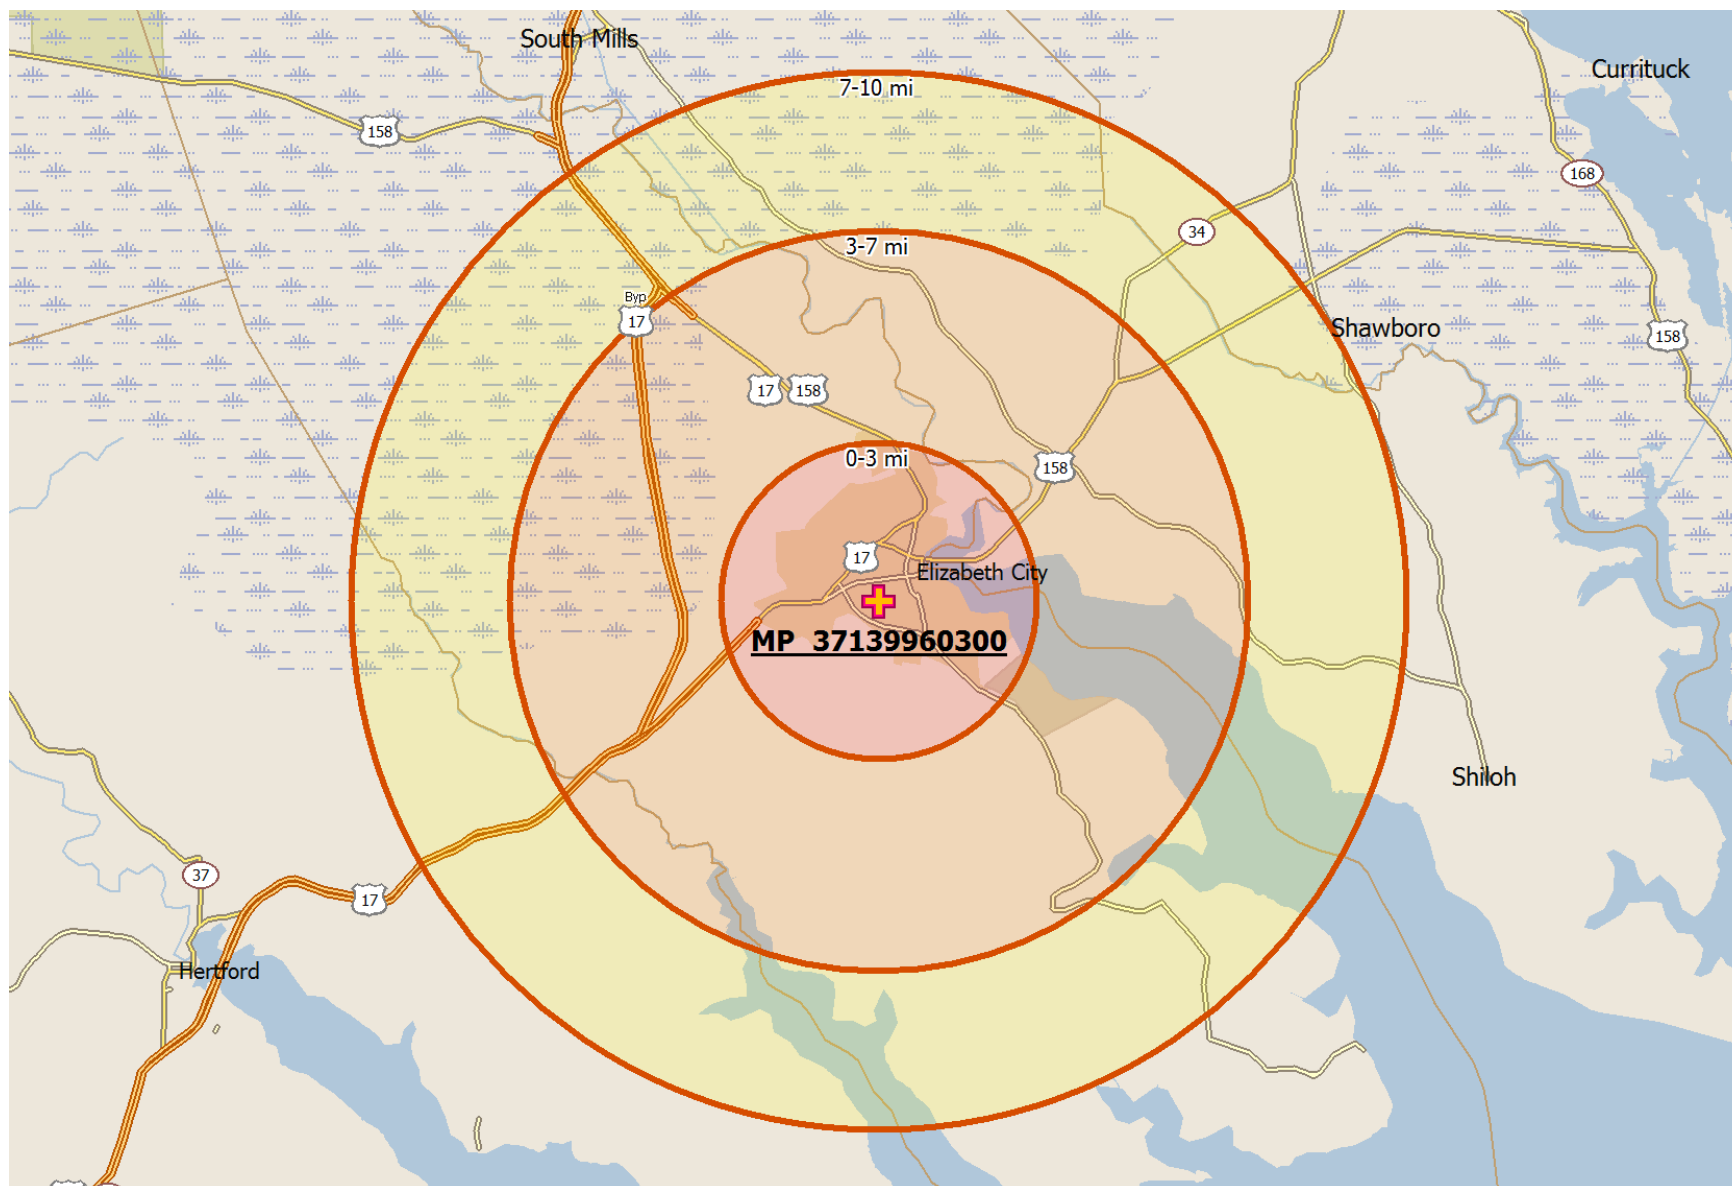 South Mills
Currituck
7-10 mi
158
168
34
3-7 mi
Byp
17
Shawboro
158
17
158
0-3 mi
158
17
Elizabeth City
MP 37139960300
Shiloh
37
17
Hertford